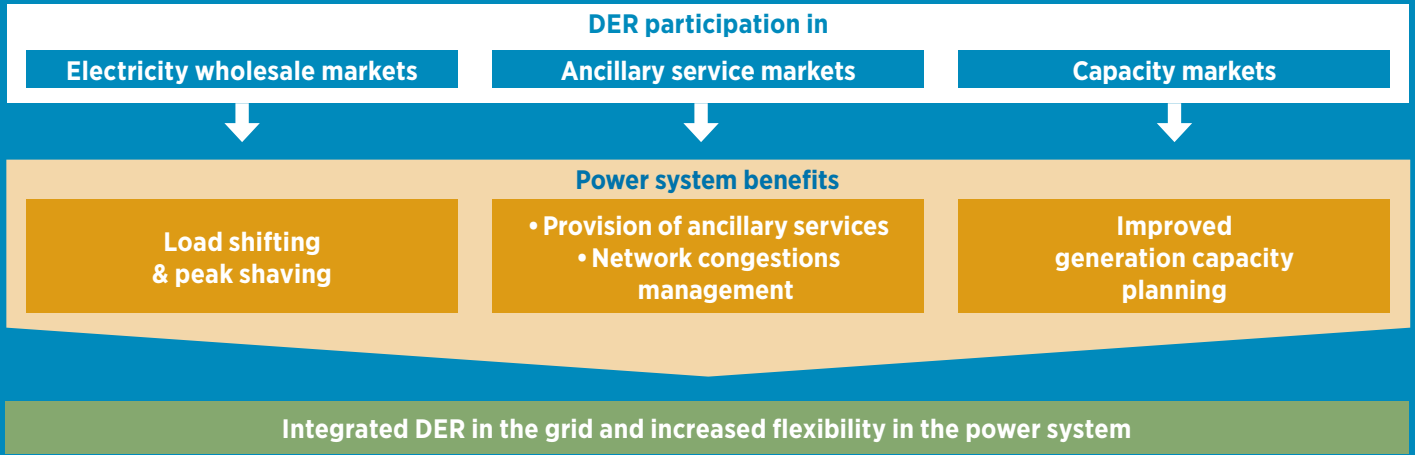 DER participation in
Electricity wholesale markets
Ancillary service markets
Capacity markets
Power system benefits
Load shifting
& peak shaving
• Provision of ancillary services
• Network congestions
management
Improved
generation capacity
planning
Integrated DER in the grid and increased flexibility in the power system